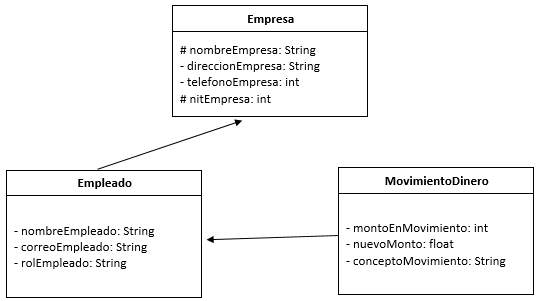 Empresa
# nombreEmpresa: String
- direccionEmpresa: String
- telefonoEmpresa: int
# nitEmpresa: int
Empleado
- nombreEmpleado: String
- correoEmpleado: String
- rolEmpleado: String
MovimientoDinero
- montoEnMovimiento: int
- nuevoMonto: float
- conceptoMovimiento: String